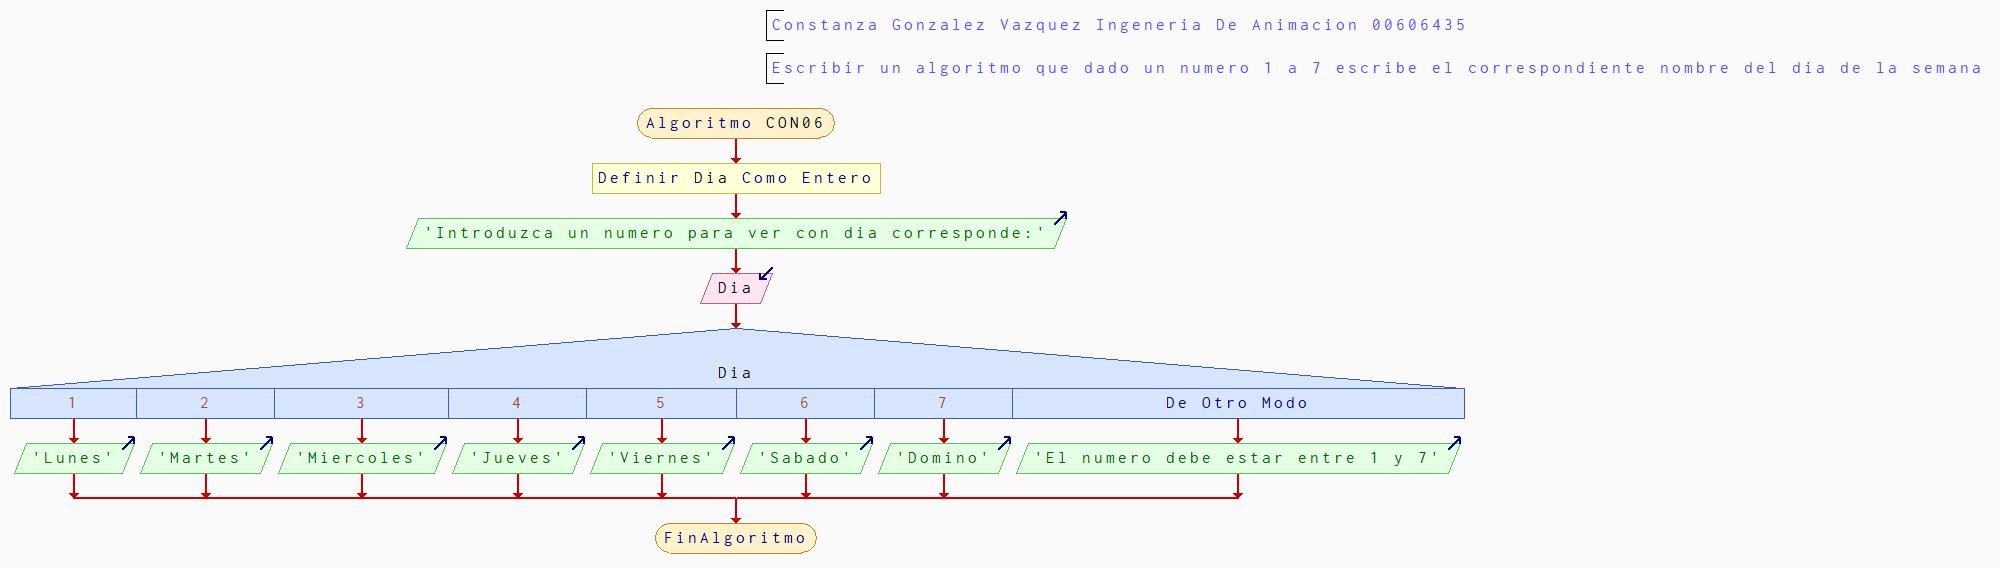 Constanza Gonzalez Vazquez Ingeneria De Animacion 00606435
Escribir un algoritmo que dado un numero 1 a 7 escribe el correspondiente nombre del dia de la semana
Algoritmo CON06
Definir Dia Como Entero
'Introduzca un numero para ver con dia corresponde:'
Dia
Dia
1 2 3 4 5 6 7 De Otro Modo
'Lunes' 'Martes' 'Miercoles' 'Jueves' 'Viernes' 'Sabado' 'Domino' 'El numero debe estar entre 1 y 7'
FinAlgoritmo